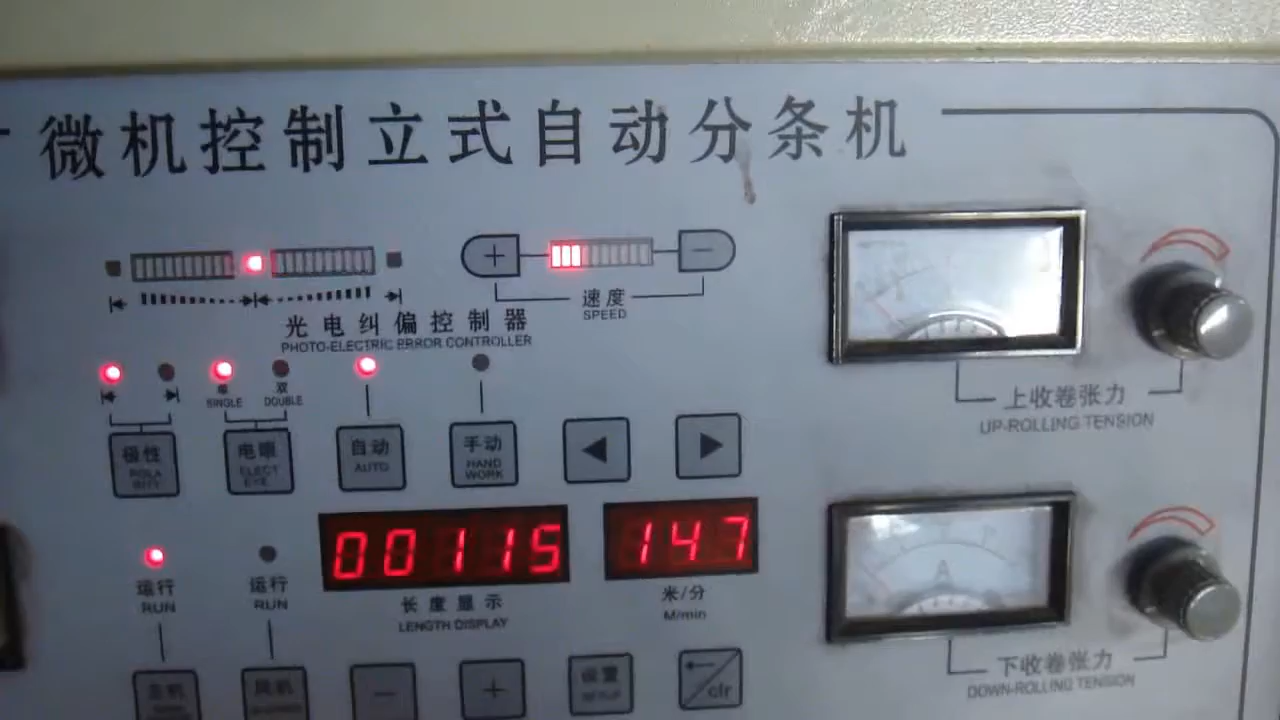 微机控制立式自动分条机
+
−
速度
SPEED
光电纠偏控制器
PHOTO-ELECTRIC ERROR CONTROLLER
单
SINGLE
双
DOUBLE
极性
电眼
ELECT
EYE
自动
AUTO
手动
HAND
WORK
上收卷张力
UP-ROLLING TENSION
00115
147
运行
RUN
运行
RUN
长度显示
LENGTH DISPLAY
米/分
M/min
A
下收卷张力
DOWN-ROLLING TENSION
主机
风机
−
+
设置
SETUP
clr